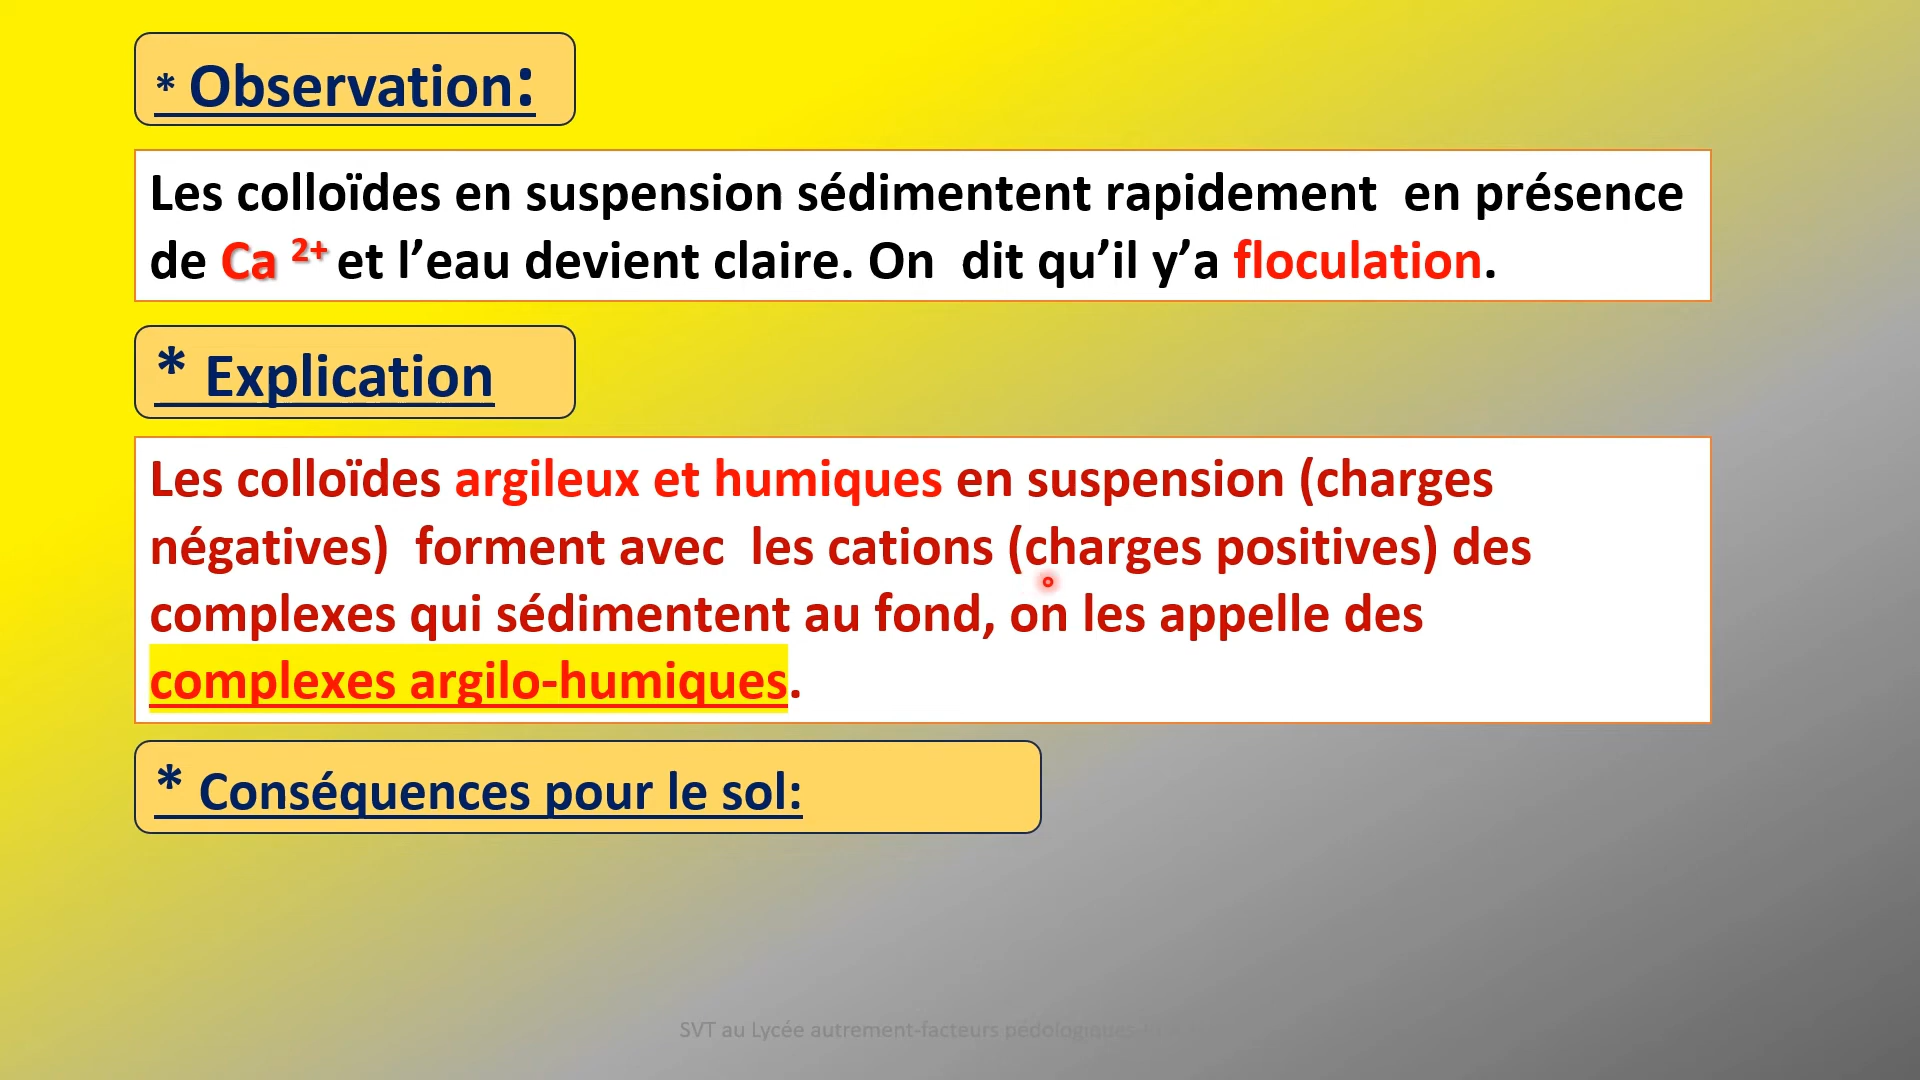 * Observation:
Les colloïdes en suspension sédimentent rapidement en présence
de Ca 2+ et l’eau devient claire. On dit qu’il y’a floculation.
* Explication
Les colloïdes argileux et humiques en suspension (charges
négatives) forment avec les cations (charges positives) des
complexes qui sédimentent au fond, on les appelle des
complexes argilo-humiques.
* Conséquences pour le sol:
SVT au Lycée autrement-facteurs pédologiques-